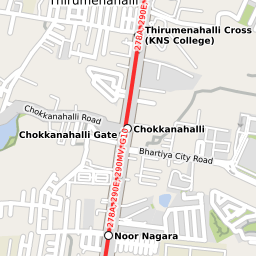 Thirumenahalli
Thirumenahalli Cross
(KNS College)
Chokkanahalli Road
Chokkanahalli Gate
Chokkanahalli
Bhartiya City Road
Noor Nagara